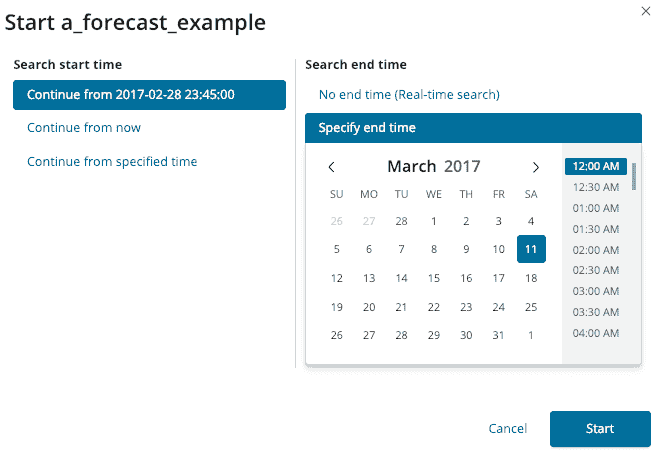 Start a_forecast_example
Search start time
Continue from 2017-02-28 23:45:00
Continue from now
Continue from specified time
Search end time
No end time (Real-time search)
Specify end time
March 2017
SU MO TU WE TH FR SA
26 27 28 1 2 3 4
5 6 7 8 9 10 11
12 13 14 15 16 17 18
19 20 21 22 23 24 25
26 27 28 29 30 31 1
12:00 AM
12:30 AM
01:00 AM
01:30 AM
02:00 AM
02:30 AM
03:00 AM
03:30 AM
04:00 AM
Cancel
Start